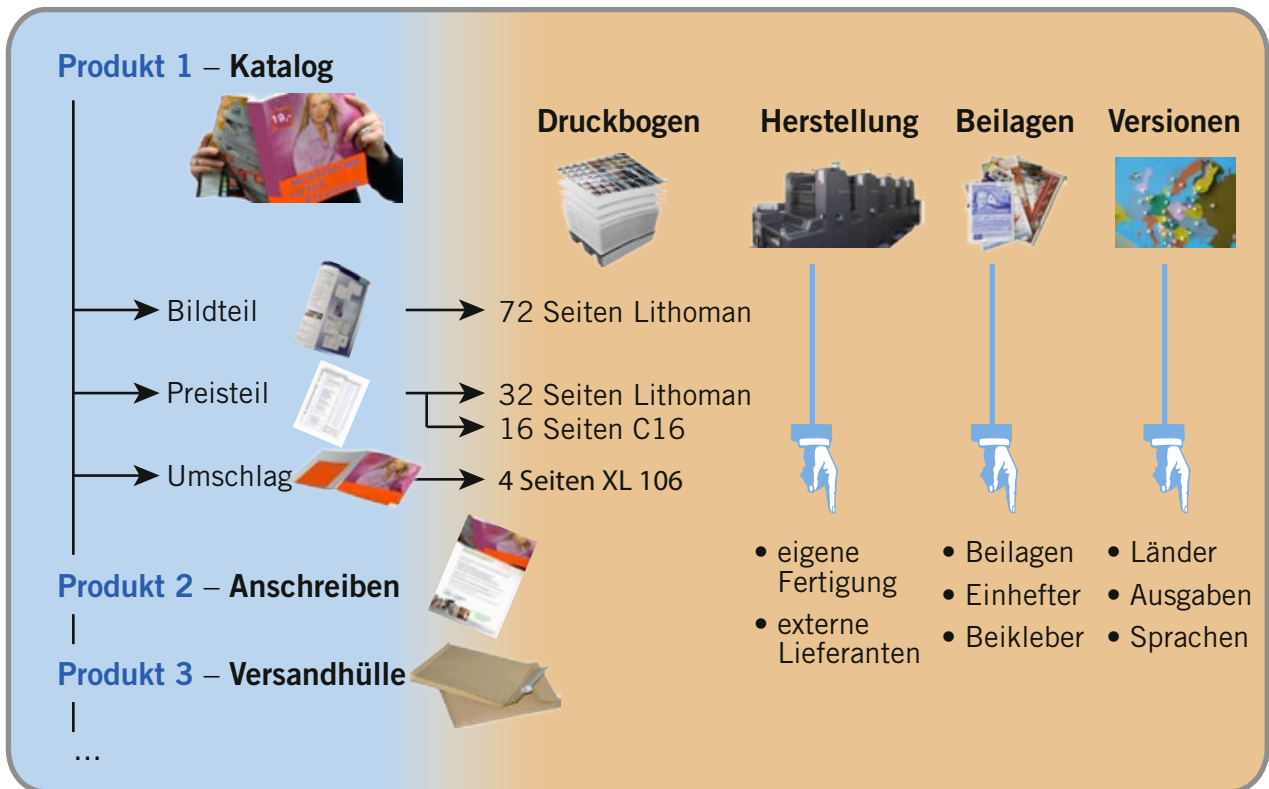 Produkt 1 – Katalog
19,-
Druckbogen
Herstellung
Beilagen
Versionen
Bildteil
72 Seiten Lithoman
Preisteil
32 Seiten Lithoman
16 Seiten C16
Umschlag
4 Seiten XL 106
• eigene
Fertigung
• externe
Lieferanten
• Beilagen
• Einhefter
• Beikleber
• Länder
• Ausgaben
• Sprachen
Produkt 2 – Anschreiben
Produkt 3 – Versandhülle
...